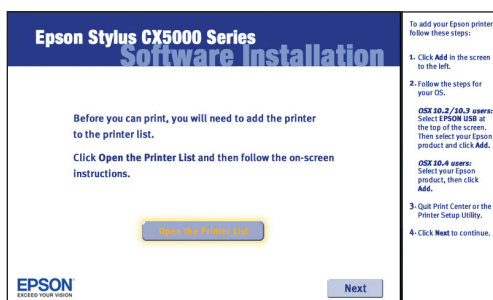 Epson Stylus CX5000 Series
Software Installation
Before you can print, you will need to add the printer
to the printer list.
Click Open the Printer List and then follow the on-screen
instructions.
Open the Printer List
EPSON
EXCEED YOUR VISION
Next
To add your Epson printer
follow these steps:
1. Click Add in the screen
to the left.
2. Follow the steps for
your OS.
OSX 10.2/10.3 users:
Select EPSON USB at
the top of the screen.
Then select your Epson
product and click Add.
OSX 10.4 users:
Select your Epson
product, then click
Add.
3. Quit Print Center or the
Printer Setup Utility.
4. Click Next to continue.